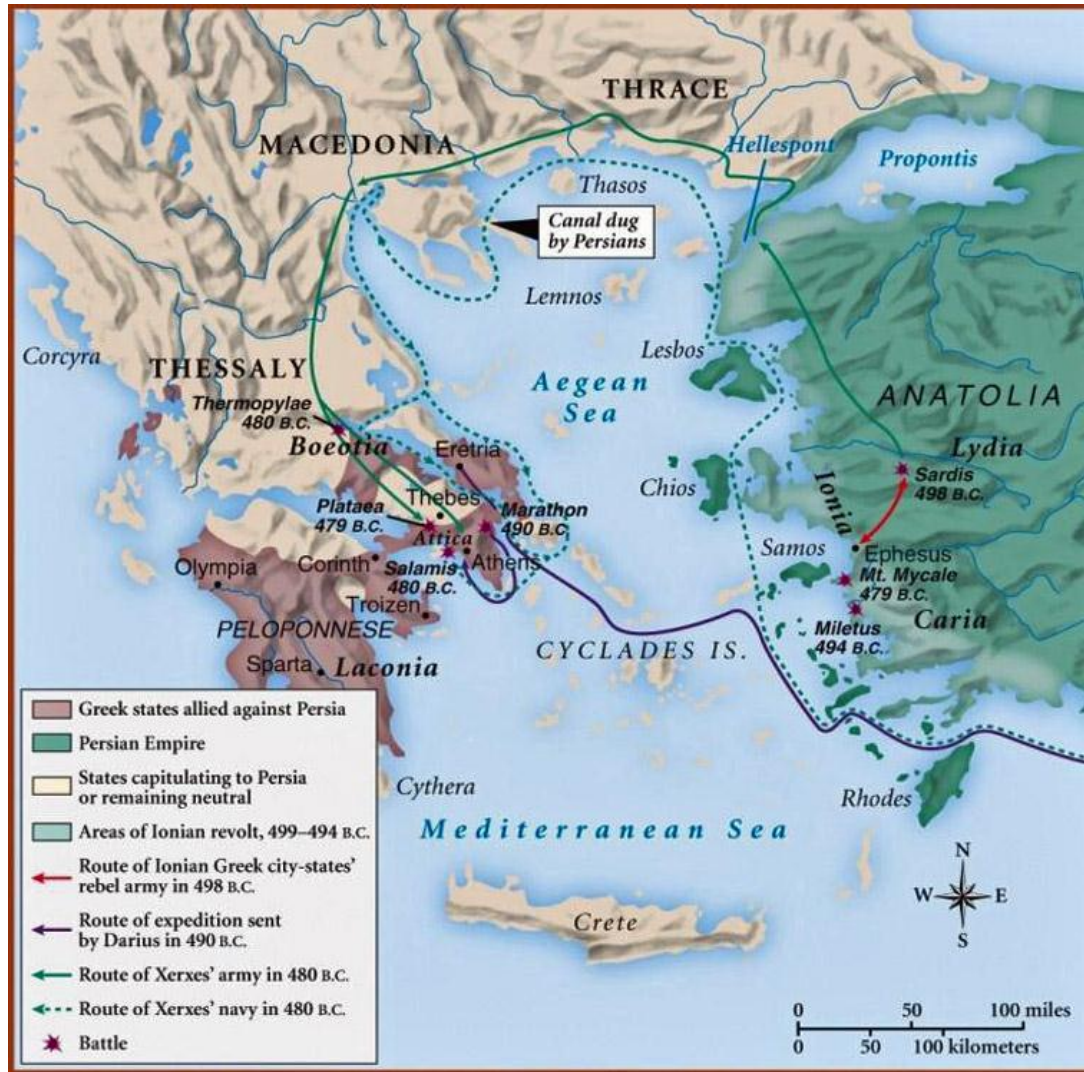 THRACE
MACEDONIA
Hellespont
Propontis
Thasos
Canal dug
by Persians
Lemnos
Corcyra
THESSALY
Lesbos
Aegean
Sea
ANATOLIA
Thermopylae
480 B.C.
Boeotia
Lydia
Eretria
Sardis
498 B.C.
Chios
Ionia
Thebes
Plataea
479 B.C.
Marathon
490 B.C
Attica
Samos
Ephesus
Olympia
Corinth
Salamis
480 B.C.
Athens
Mt. Mycale
479 B.C.
Troizen
Caria
PELOPONNESE
Miletus
494 B.C.
CYCLADES IS.
Sparta
Laconia
Greek states allied against Persia
Persian Empire
States capitulating to Persia
or remaining neutral
Areas of Ionian revolt, 499–494 B.C.
Route of Ionian Greek city-states'
rebel army in 498 B.C.
Route of expedition sent
by Darius in 490 B.C.
Route of Xerxes' army in 480 B.C.
Route of Xerxes' navy in 480 B.C.
Battle
Cythera
Rhodes
Mediterranean Sea
Crete
N
W
E
S
0 50 100 miles
0 50 100 kilometers